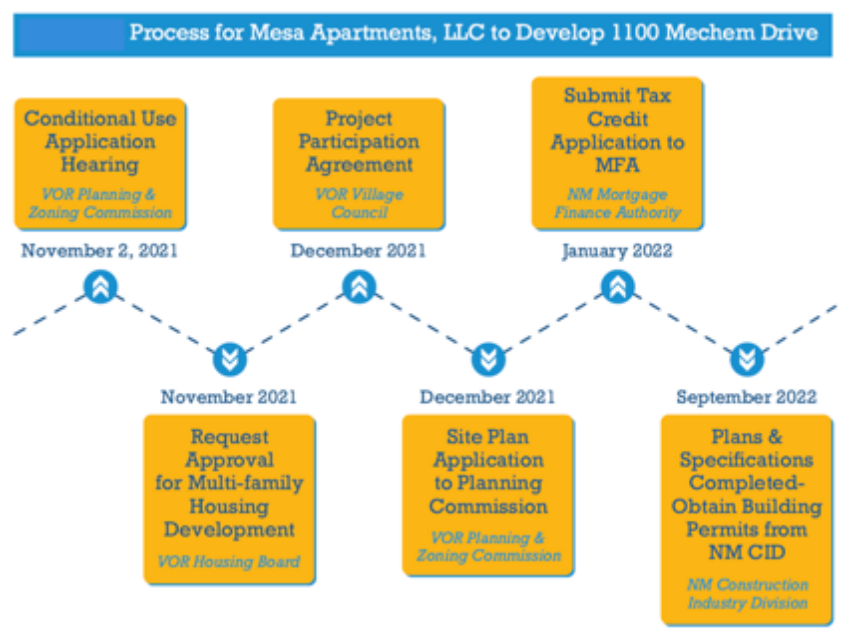 Process for Mesa Apartments, LLC to Develop 1100 Mechem Drive
Conditional Use
Application
Hearing
VOR Planning &
Zoning Commission
November 2, 2021
November 2021
Request
Approval
for Multi-family
Housing
Development
VOR Housing Board
Project
Participation
Agreement
VOR Village
Council
December 2021
December 2021
Site Plan
Application
to Planning
Commission
VOR Planning &
Zoning Commission
Submit Tax
Credit
Application to
MFA
NM Mortgage
Finance Authority
January 2022
September 2022
Plans &
Specifications
Completed-
Obtain Building
Permits from
NM CID
NM Construction
Industry Division